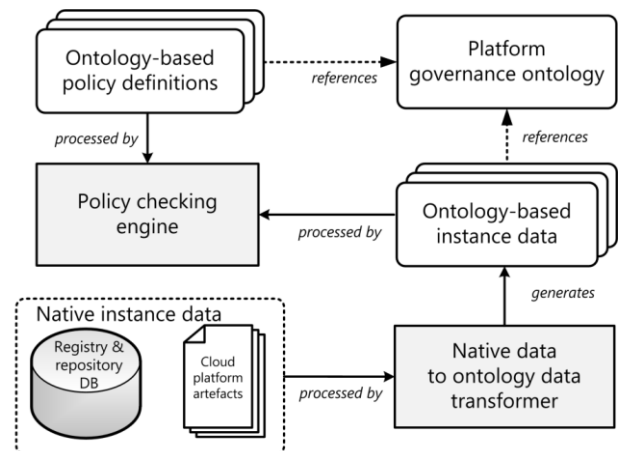 Ontology-based
policy definitions
references
Platform
governance ontology
processed by
references
Policy checking
engine
processed by
Ontology-based
instance data
generates
Native instance data
Registry &
repository
DB
Cloud
platform
artefacts
processed by
Native data
to ontology data
transformer